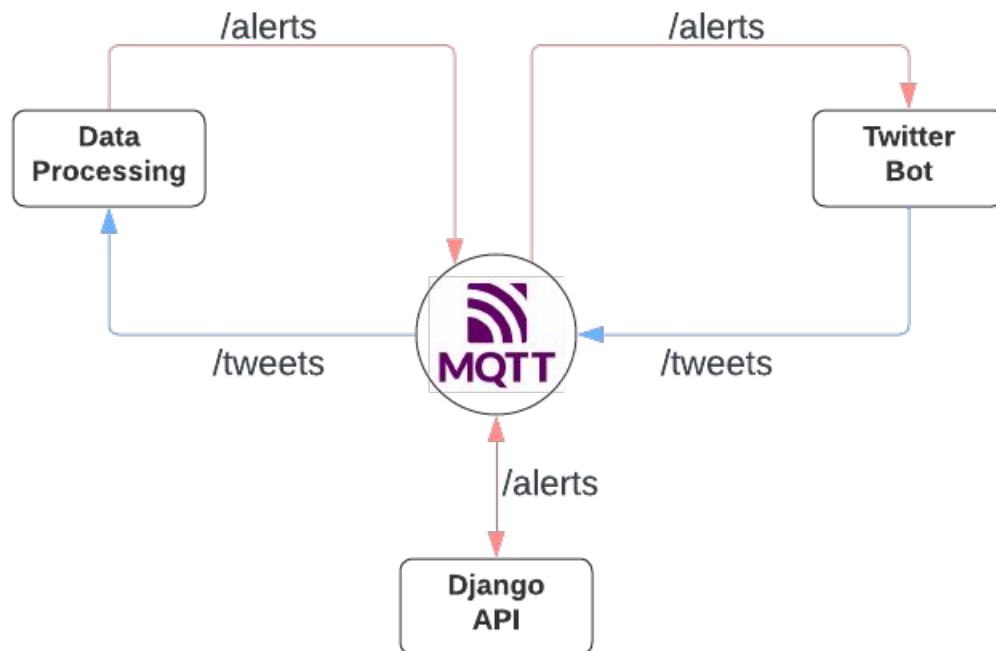 /alerts
/alerts
Data
Processing
Twitter
Bot
MQTT
/tweets
/tweets
/alerts
Django
API